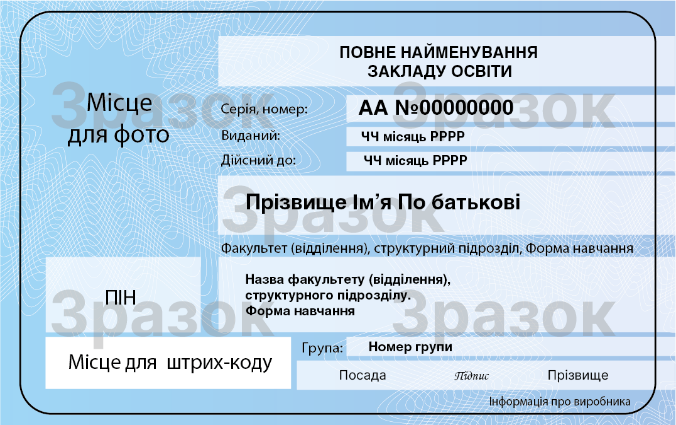 ПОВНЕ НАЙМЕНУВАННЯ
ЗАКЛАДУ ОСВІТИ
Зразок
Зразок
Місце
для фото
Серія, номер: АА №00000000
Виданий: ЧЧ місяць РРРР
Дійсний до: ЧЧ місяць РРРР
Зразок
Прізвище Ім’я По батькові
Факультет (відділення), структурний підрозділ, Форма навчання
Назва факультету (відділення),
структурного підрозділу.
Форма навчання
ПІН
Зразок
Зразок
Група: Номер групи
Місце для штрих-коду
Посада Підпис Прізвище
Інформація про виробника